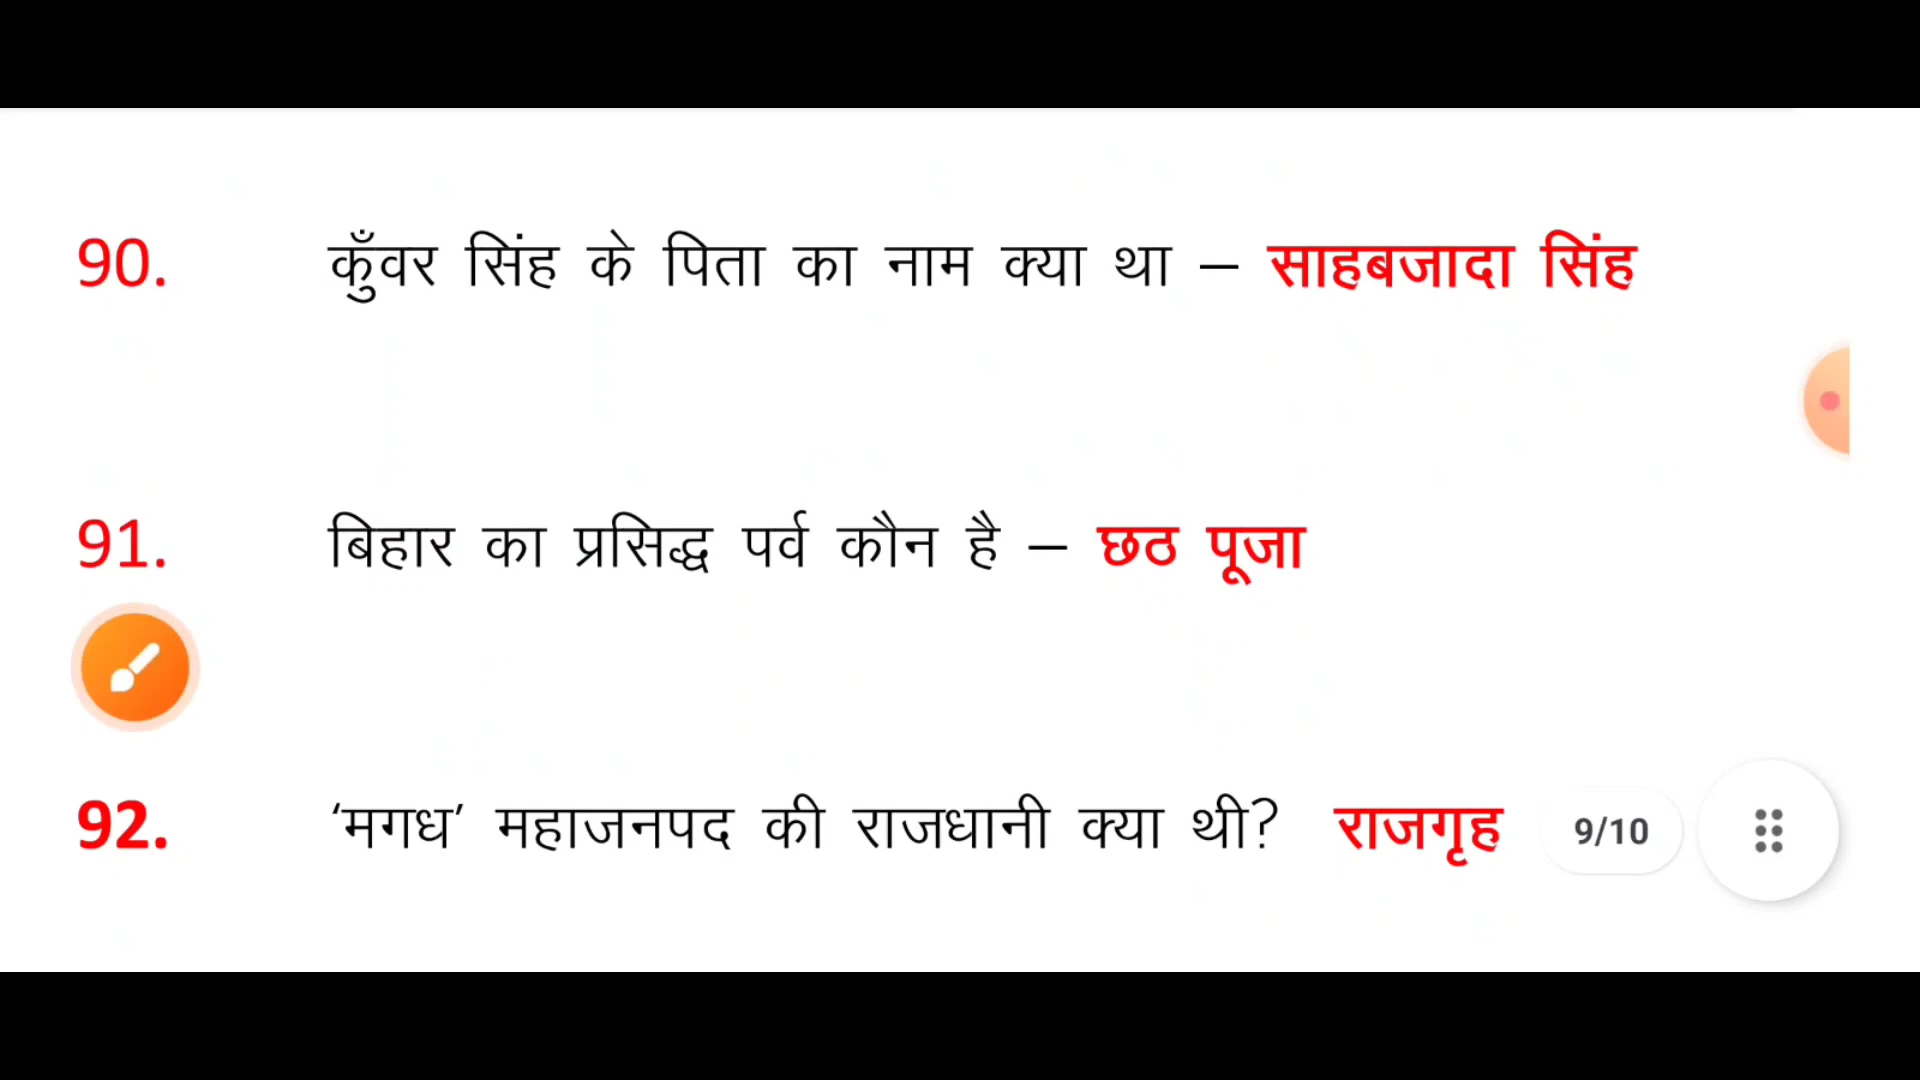 90. कुँवर सिंह के पिता का नाम क्या था – साहबजादा सिंह
91. बिहार का प्रसिद्ध पर्व कौन है – छठ पूजा
92. ‘मगध’ महाजनपद की राजधानी क्या थी? राजगृह
9/10